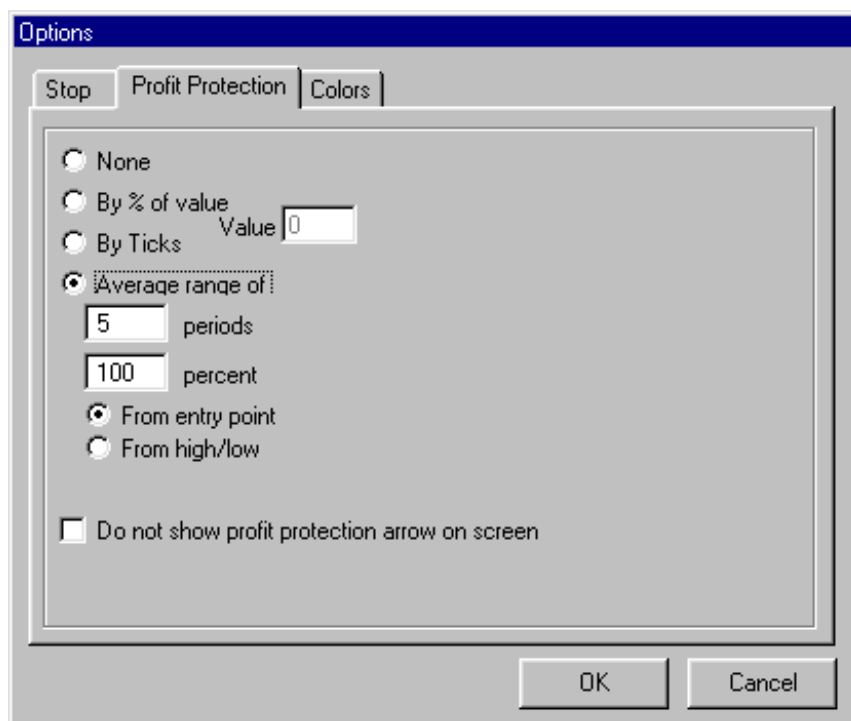 Options
Stop Profit Protection Colors
None
By % of value
Value 0
By Ticks
Average range of
5 periods
100 percent
From entry point
From high/low
Do not show profit protection arrow on screen
OK Cancel